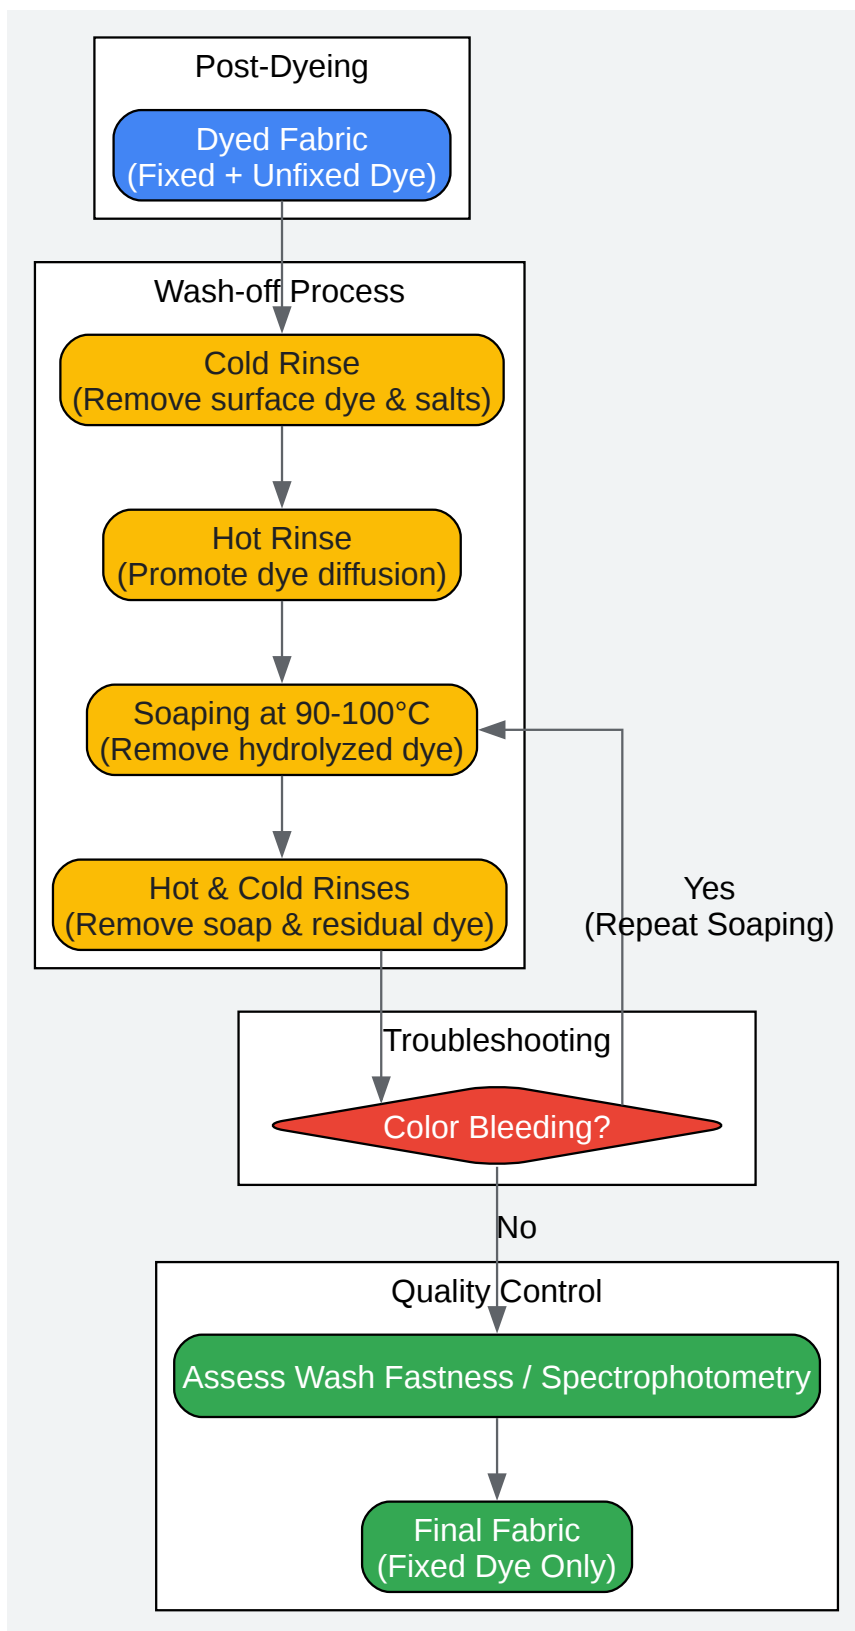 Post-Dyeing
Dyed Fabric
(Fixed + Unfixed Dye)
Wash-off Process
Cold Rinse
(Remove surface dye & salts)
Hot Rinse
(Promote dye diffusion)
Soaping at 90-100°C
(Remove hydrolyzed dye)
Hot & Cold Rinses
(Remove soap & residual dye)
Yes
(Repeat Soaping)
Troubleshooting
Color Bleeding?
No
Quality Control
Assess Wash Fastness / Spectrophotometry
Final Fabric
(Fixed Dye Only)